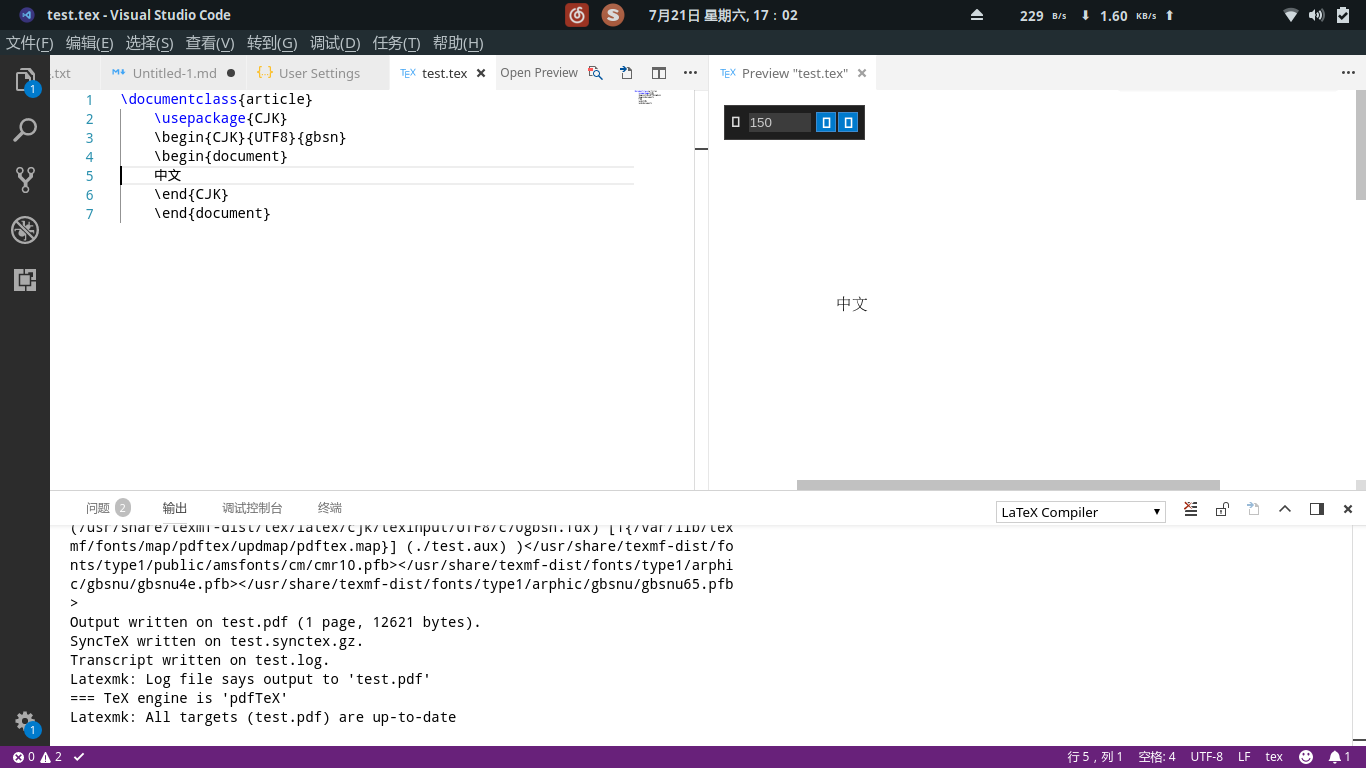 test.tex - Visual Studio Code
7月21日 星期六, 17：02
229 B/s 1.60 KB/s
文件(F) 编辑(E) 选择(S) 查看(V) 转到(G) 调试(D) 任务(T) 帮助(H)
.txt Untitled-1.md User Settings test.tex Open Preview Preview "test.tex"
1 \documentclass{article}
2 \usepackage{CJK}
3 \begin{CJK}{UTF8}{gbsn}
4 \begin{document}
5 中文
6 \end{CJK}
7 \end{document}
150
中文
问题 2 输出 调试控制台 终端 LaTeX Compiler
(/usr/share/texmf-dist/tex/latex/cjk/texinput/UTF8/c70gbsn.fdx) [1{/var/lib/tex
mf/fonts/map/pdftex/updmap/pdftex.map}] (./test.aux) )</usr/share/texmf-dist/fo
nts/type1/public/amsfonts/cm/cmr10.pfb></usr/share/texmf-dist/fonts/type1/arphi
c/gbsnu/gbsnu4e.pfb></usr/share/texmf-dist/fonts/type1/arphic/gbsnu/gbsnu65.pfb
>
Output written on test.pdf (1 page, 12621 bytes).
SyncTeX written on test.synctex.gz.
Transcript written on test.log.
Latexmk: Log file says output to 'test.pdf'
=== TeX engine is 'pdfTeX'
Latexmk: All targets (test.pdf) are up-to-date
1
1
0 2 行 5，列 1 空格: 4 UTF-8 LF tex 1